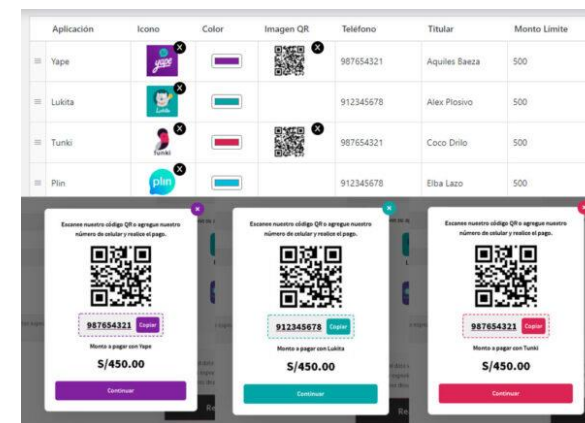 Aplicación Icono Color Imagen QR Teléfono Titular Monto Limite
Yape yape 987654321 Aquiles Baeza 500
Lukita 912345678 Alex Plosivo 500
Tunki Tunki 987654321 Coco Drilo 500
Plin plin 912345678 Elba Lazo 500
Escanee nuestro código QR o agregue nuestro
número de celular y realice el pago.
987654321 Copiar
Monto a pagar con Yape
S/450.00
Continuar
Escanee nuestro código QR o agregue nuestro
número de celular y realice el pago.
912345678 Copiar
Monto a pagar con Lukita
S/450.00
Continuar
Escanee nuestro código QR o agregue nuestro
número de celular y realice el pago.
987654321 Copiar
Monto a pagar con Tunki
S/450.00
Continuar